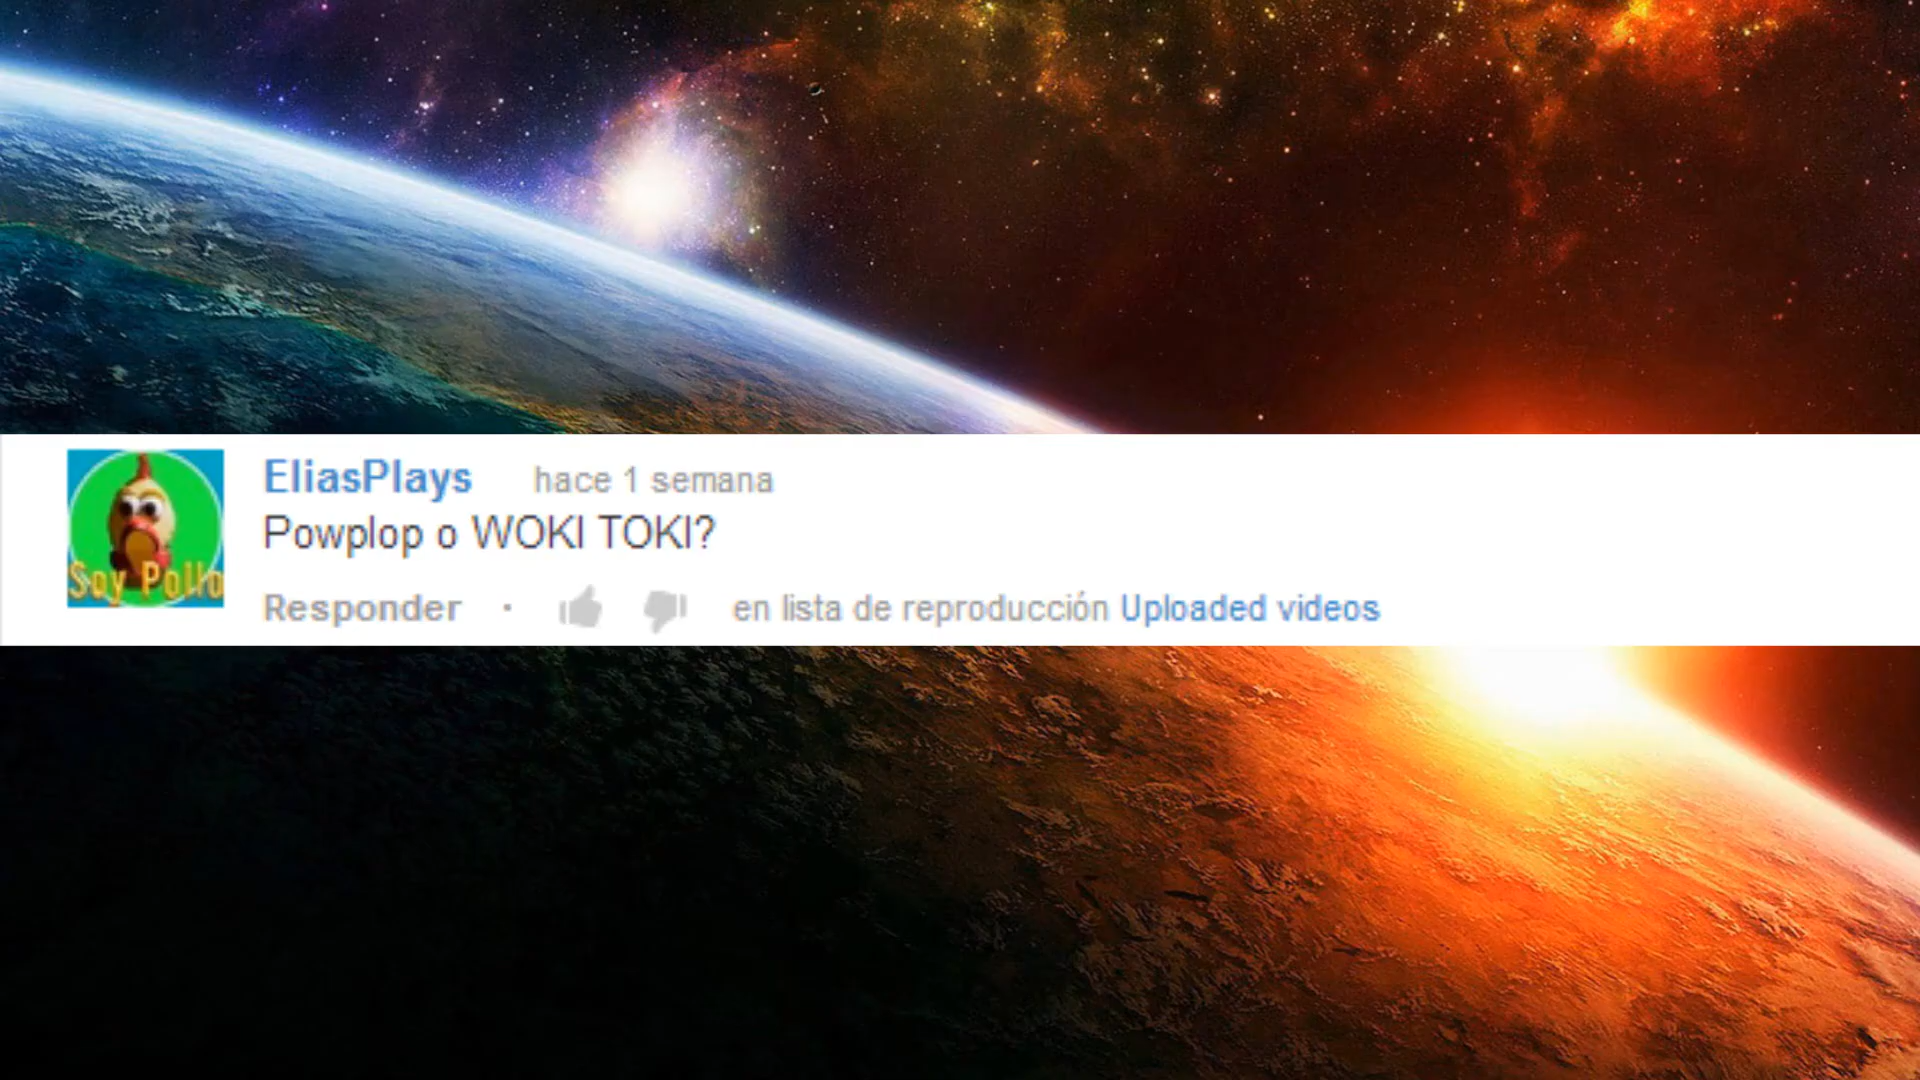 EliasPlays hace 1 semana
Powplop o WOKI TOKI?
Soy Pollo
Responder · en lista de reproducción Uploaded videos